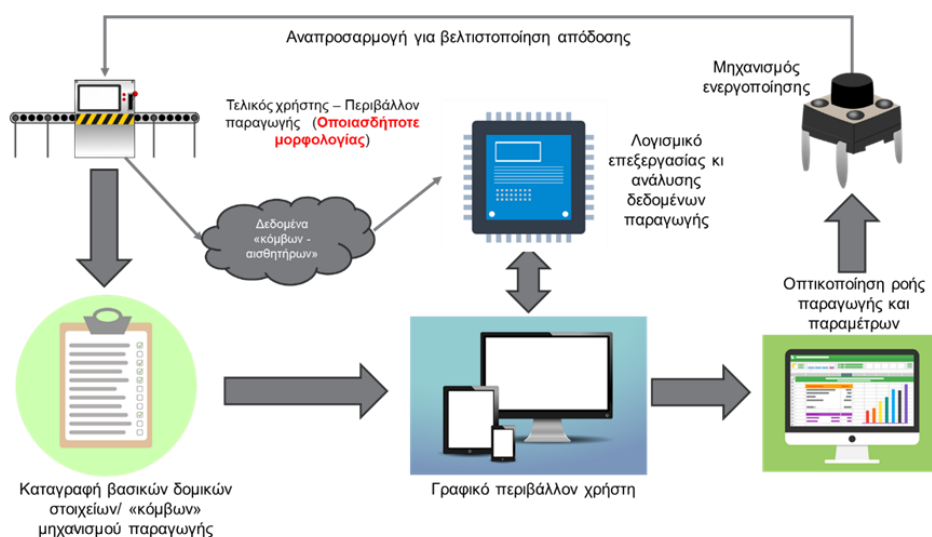 Αναπροσαρμογή για βελτιστοποίηση απόδοσης
Μηχανισμός
ενεργοποίησης
Τελικός χρήστης – Περιβάλλον
παραγωγής (Οποιασδήποτε
μορφολογίας)
Λογισμικό
επεξεργασίας κι
ανάλυσης
δεδομένων
παραγωγής
Δεδομένα
«κόμβων -
αισθητήρων»
Οπτικοποίηση ροής
παραγωγής και
παραμέτρων
Γραφικό περιβάλλον χρήστη
Καταγραφή βασικών δομικών
στοιχείων/ «κόμβων»
μηχανισμού παραγωγής